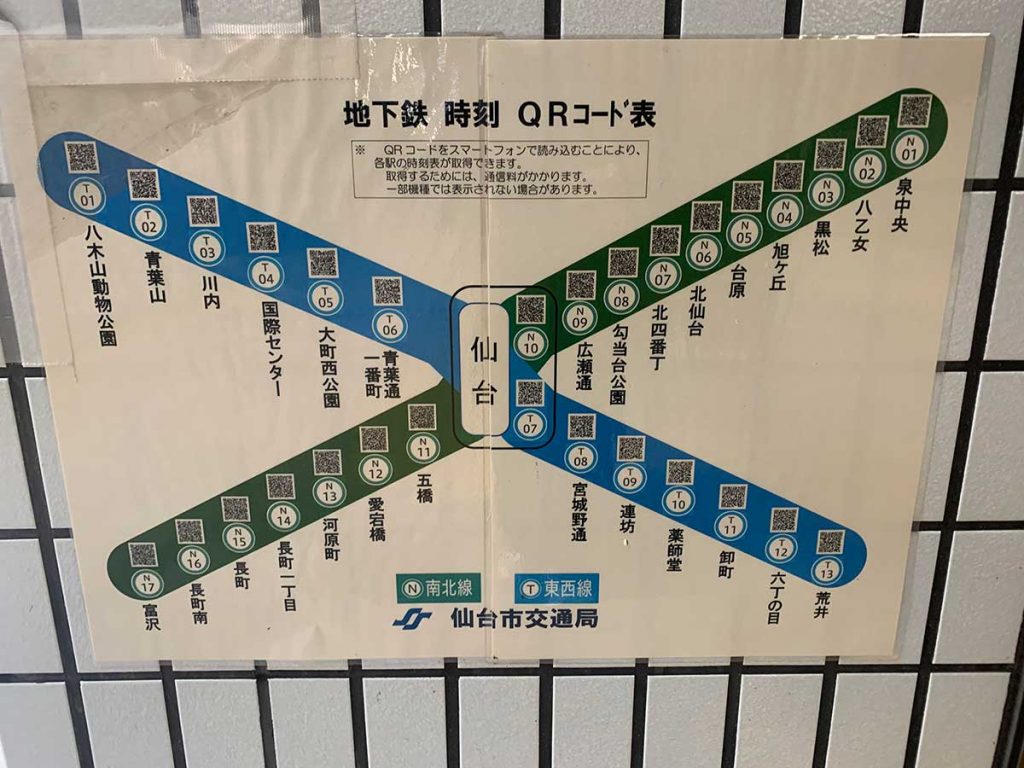 地下鉄 時刻 QRコード表
※ QRコードをスマートフォンで読み込むことにより、
各駅の時刻表が取得できます。
取得するためには、通信料がかかります。
一部機種では表示されない場合があります。
T 01
八木山動物公園
T 02
青葉山
T 03
川内
T 04
国際センター
T 05
大町西公園
T 06
青葉通
一番町
仙台
N 10
T 07
N 01
泉中央
N 02
八乙女
N 03
黒松
N 04
旭ヶ丘
N 05
台原
N 06
北仙台
N 07
北四番丁
N 08
勾当台公園
N 09
広瀬通
N 11
五橋
N 12
愛宕橋
N 13
河原町
N 14
長町一丁目
N 15
長町
N 16
長町南
N 17
富沢
T 08
宮城野通
T 09
連坊
T 10
薬師堂
T 11
卸町
T 12
六丁の目
T 13
荒井
N 南北線
T 東西線
仙台市交通局